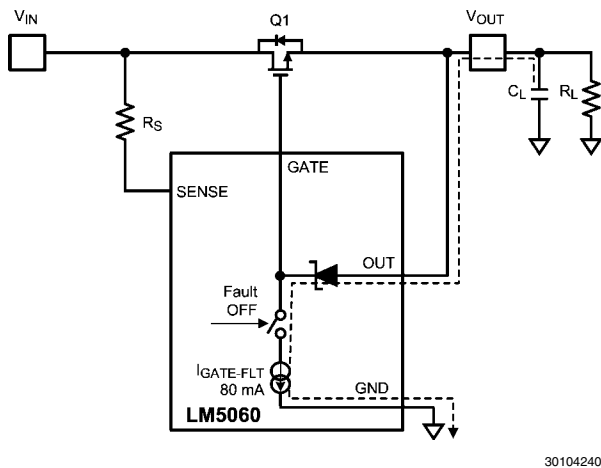 VIN
Q1
VOUT
RS
CL
RL
GATE
SENSE
OUT
Fault
OFF
IGATE-FLT
80 mA
GND
LM5060
30104240